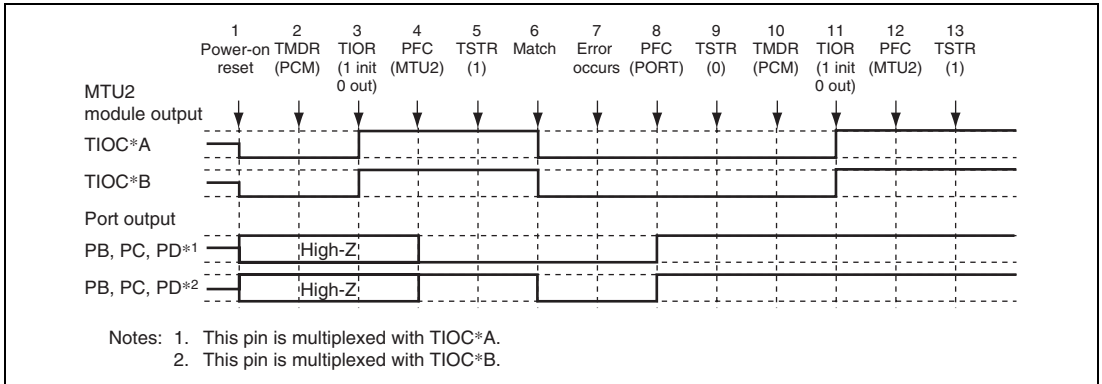 1 2 3 4 5 6 7 8 9 10 11 12 13
Power-on TMDR TIOR PFC TSTR Match Error PFC TSTR TMDR TIOR PFC TSTR
reset (PCM) (1 init (MTU2) (1) occurs (PORT) (0) (PCM) (1 init (MTU2) (1)
0 out) 0 out)
MTU2
module output
TIOC*A
TIOC*B
Port output
PB, PC, PD*1 High-Z
PB, PC, PD*2 High-Z
Notes: 1. This pin is multiplexed with TIOC*A.
2. This pin is multiplexed with TIOC*B.